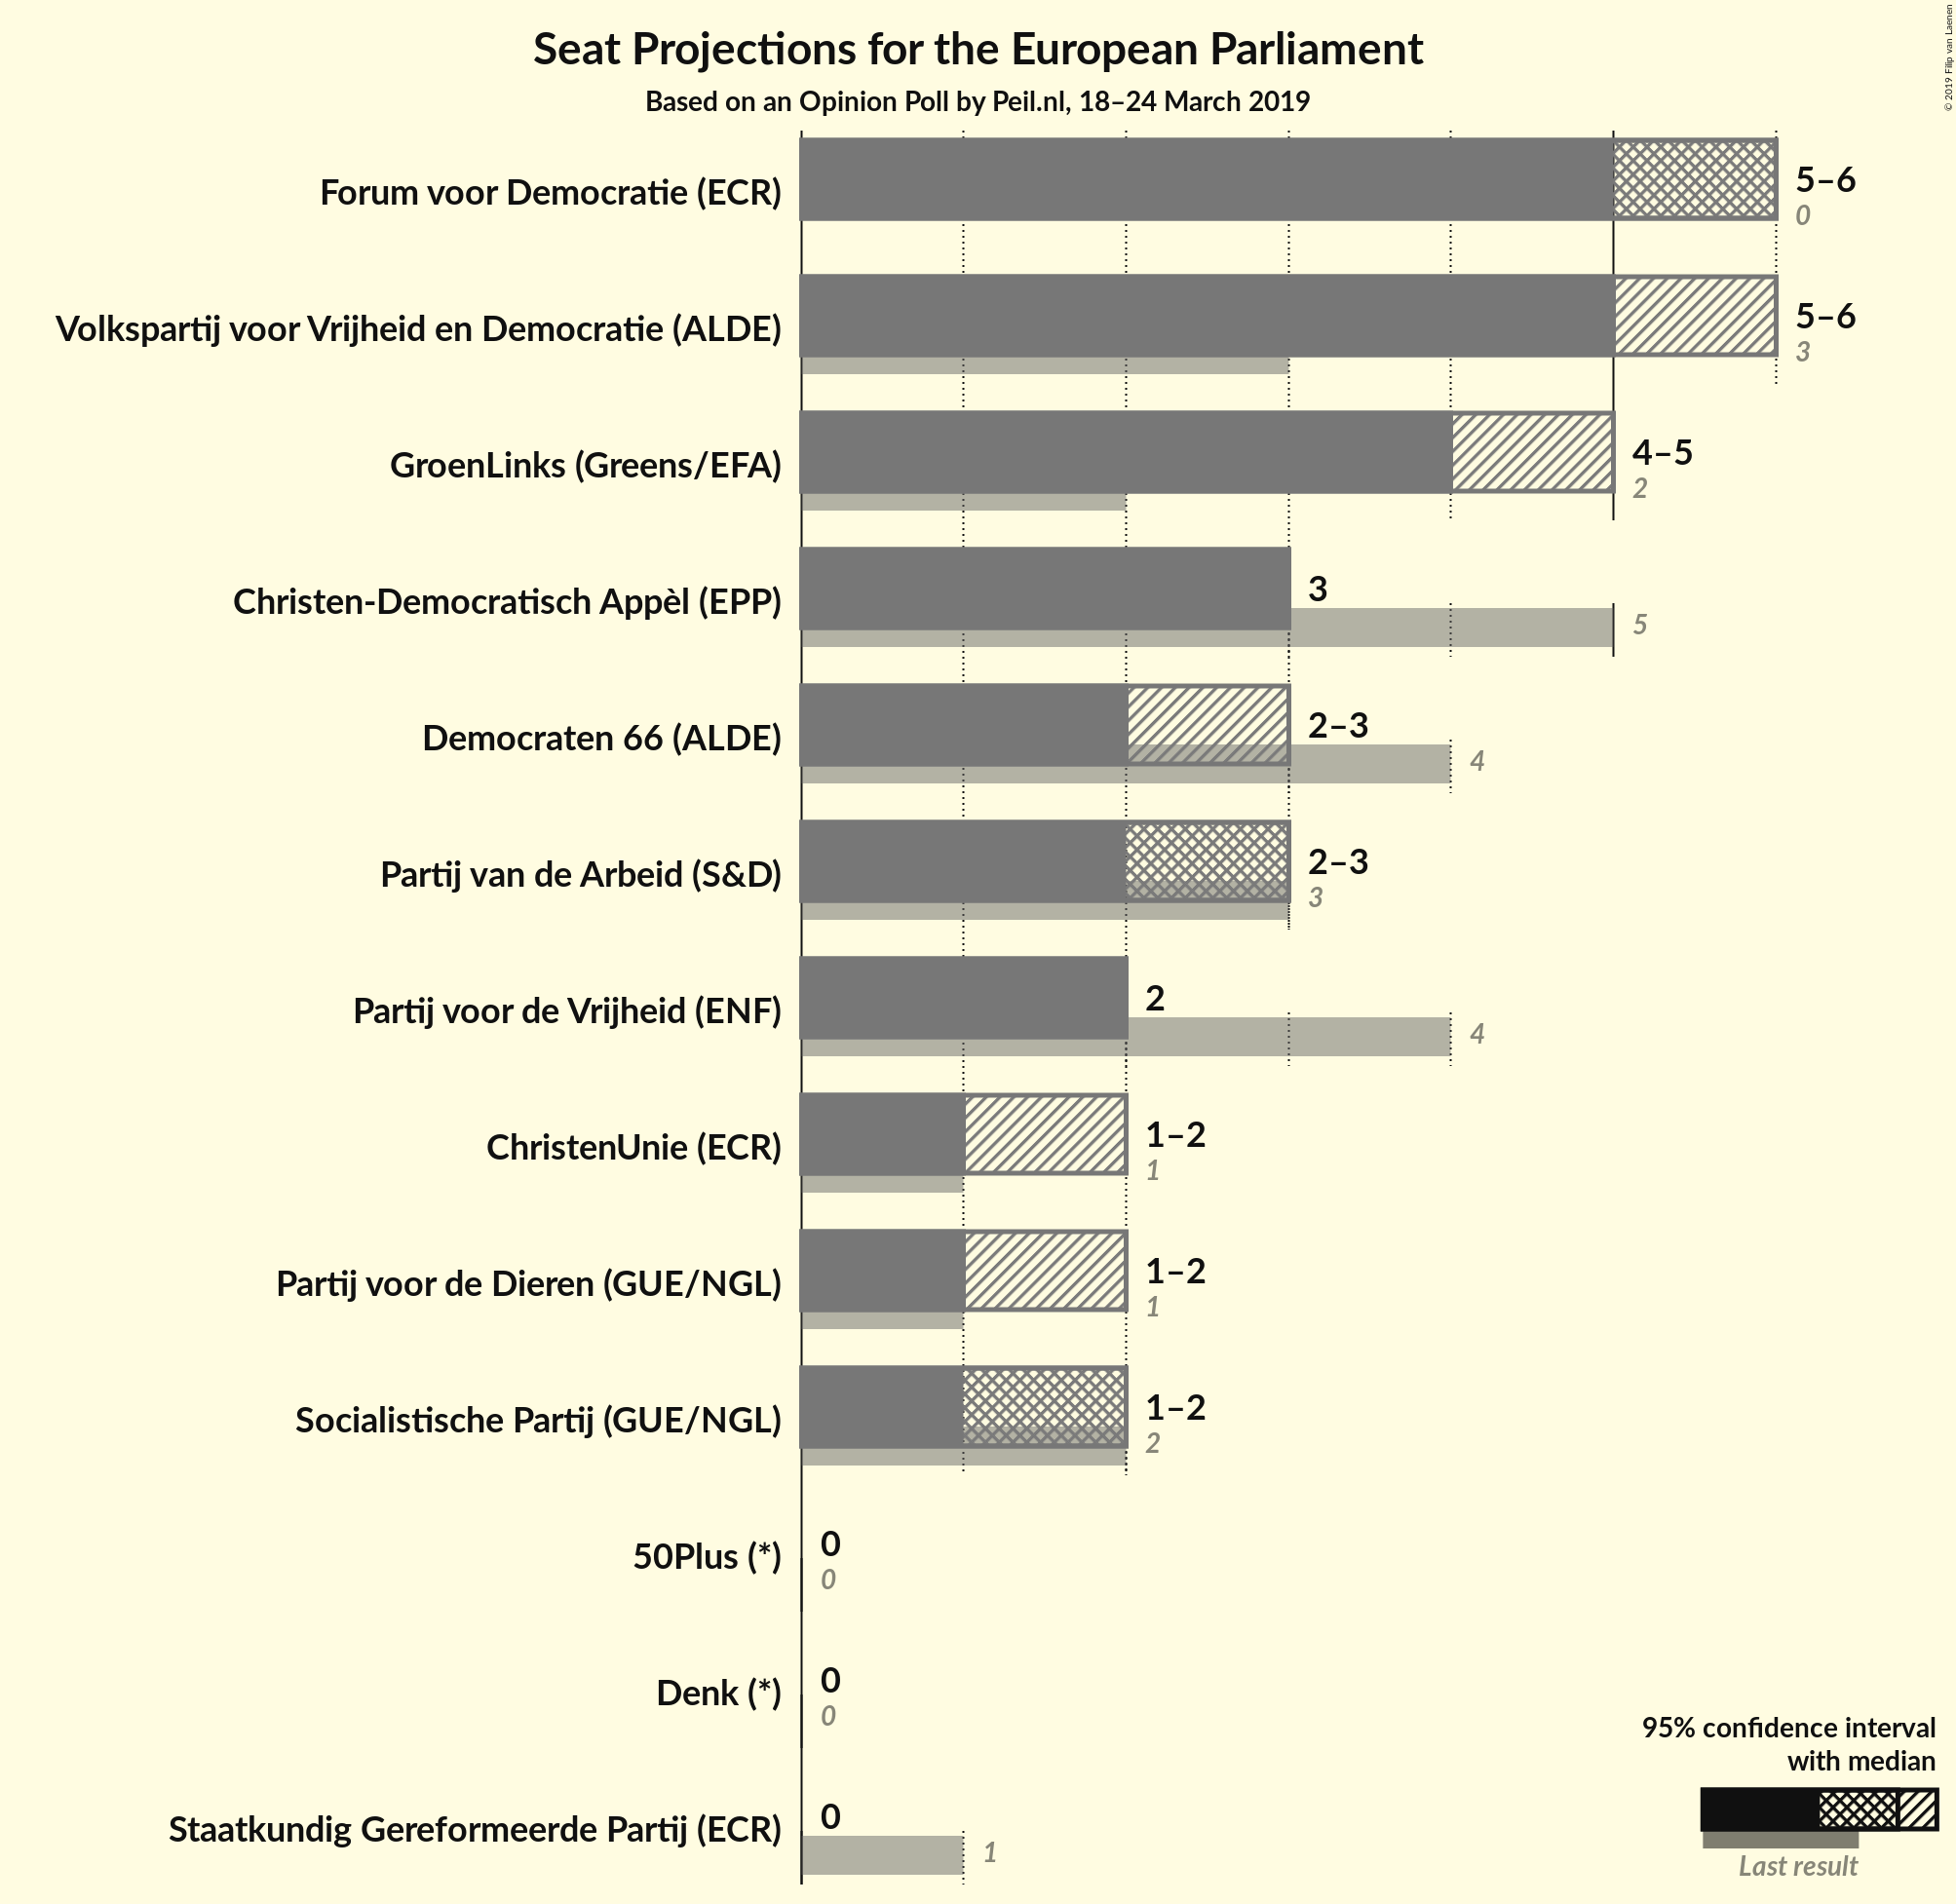 Seat Projections for the European Parliament
Based on an Opinion Poll by Peil.nl, 18–24 March 2019
© 2019 Filip van Laenen
Forum voor Democratie (ECR)
5–6
0
Volkspartij voor Vrijheid en Democratie (ALDE)
5–6
3
GroenLinks (Greens/EFA)
4–5
2
Christen-Democratisch Appèl (EPP)
3
5
Democraten 66 (ALDE)
2–3
4
Partij van de Arbeid (S&D)
2–3
3
Partij voor de Vrijheid (ENF)
2
4
ChristenUnie (ECR)
1–2
1
Partij voor de Dieren (GUE/NGL)
1–2
1
Socialistische Partij (GUE/NGL)
1–2
2
50Plus (*)
0
0
Denk (*)
0
0
Staatkundig Gereformeerde Partij (ECR)
0
1
95% confidence interval
with median
Last result